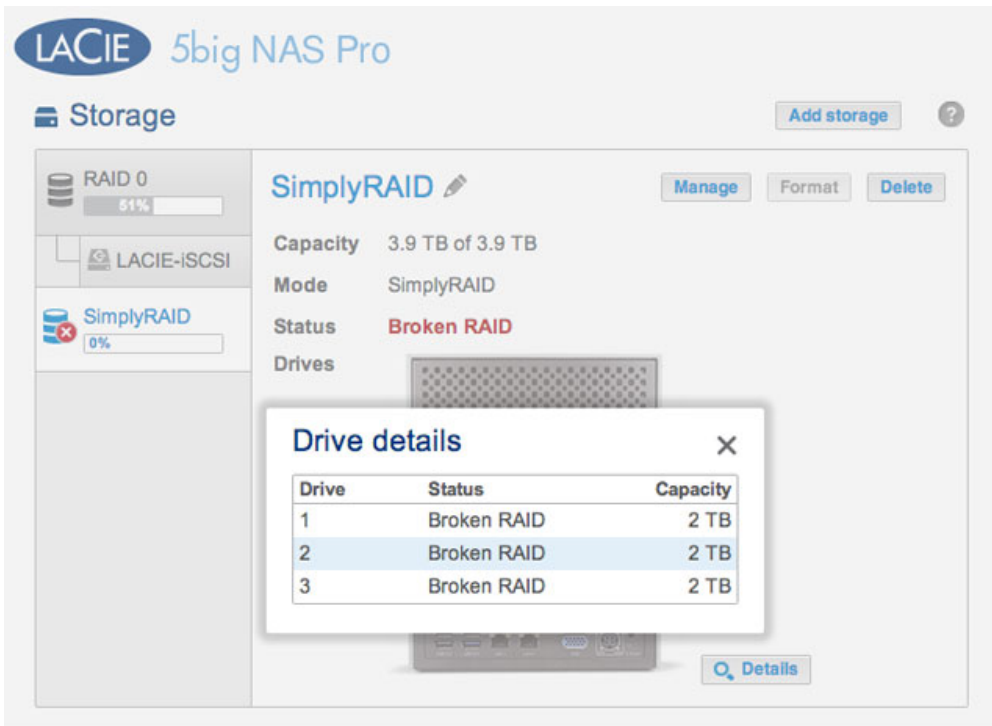 LACIE 5big NAS Pro
Storage
Add storage
?
RAID 0
51%
LACIE-iSCSI
SimplyRAID
0%
SimplyRAID
Manage
Format
Delete
Capacity 3.9 TB of 3.9 TB
Mode SimplyRAID
Status Broken RAID
Drives
Drive details
Drive Status Capacity
1 Broken RAID 2 TB
2 Broken RAID 2 TB
3 Broken RAID 2 TB
Details